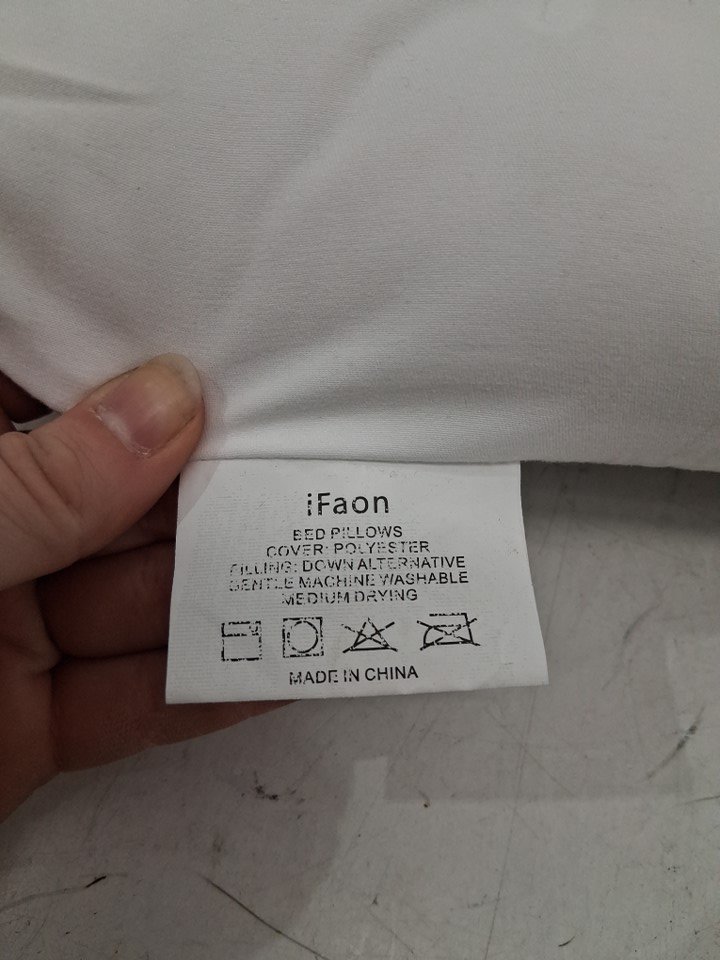 iFaon
BED PILLOWS
COVER: POLYESTER
FILLING: DOWN ALTERNATIVE
GENTLE MACHINE WASHABLE
MEDIUM DRYING
MADE IN CHINA